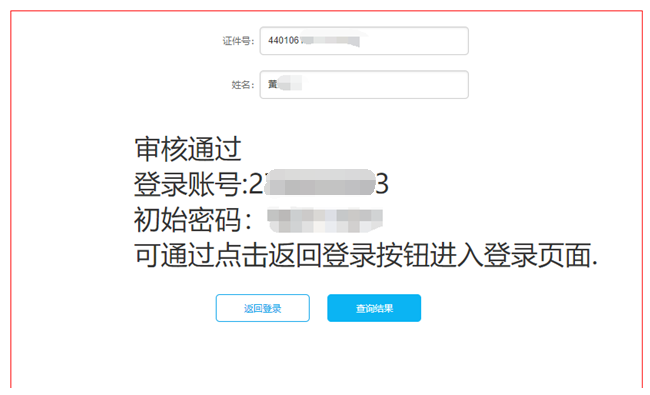 证件号：440106
姓名：黄
审核通过
登录账号:2 3
初始密码：
可通过点击返回登录按钮进入登录页面.
返回登录 查询结果